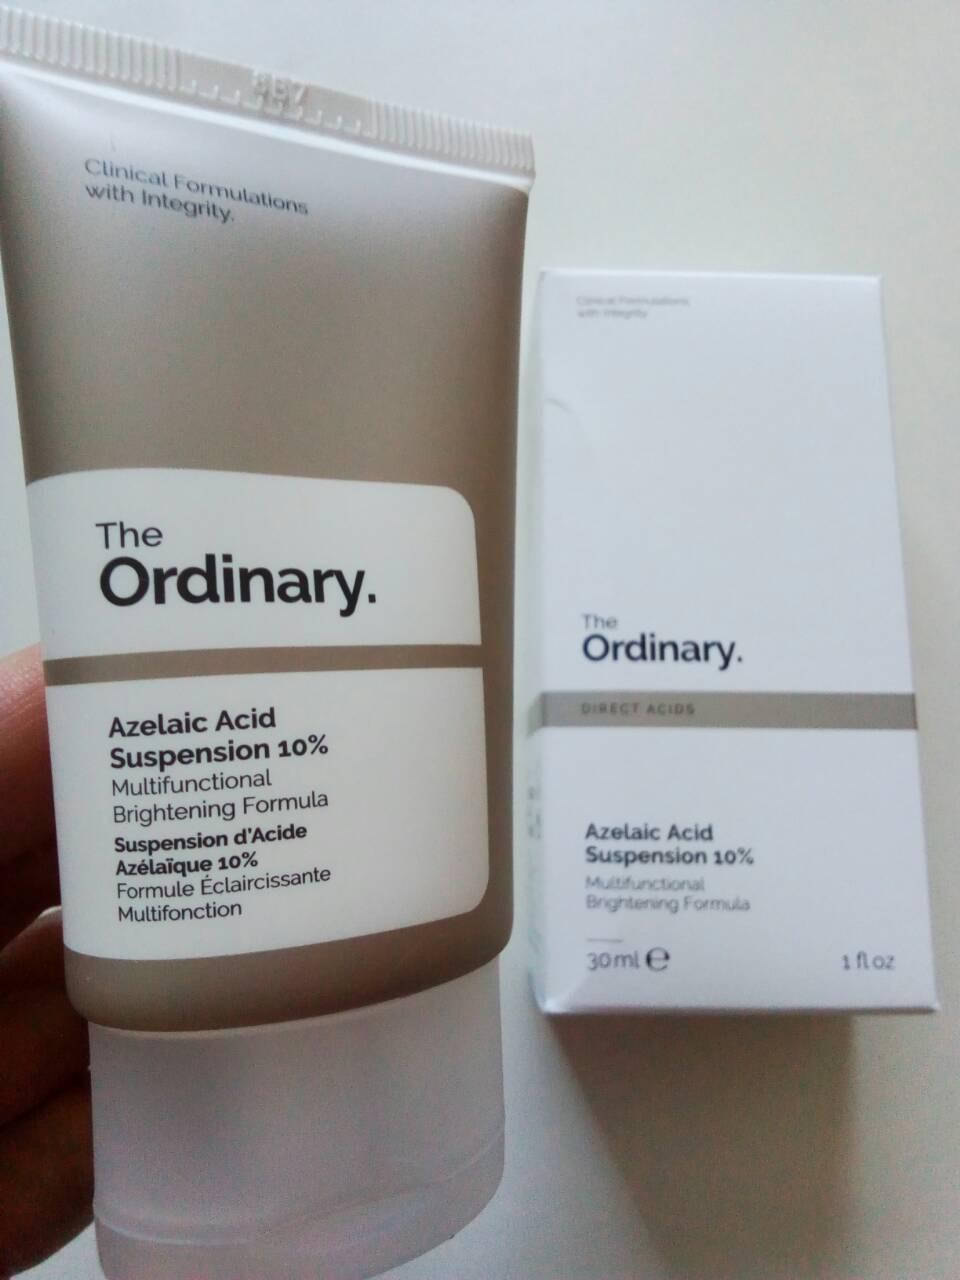 Clinical Formulations
with Integrity.
The
Ordinary.
Azelaic Acid
Suspension 10%
Multifunctional
Brightening Formula
Suspension d'Acide
Azélaïque 10%
Formule Éclaircissante
Multifonction
Clinical Formulations
with Integrity
The
Ordinary.
DIRECT ACIDS
Azelaic Acid
Suspension 10%
Multifunctional
Brightening Formula
30 ml ℮ 1 fl oz